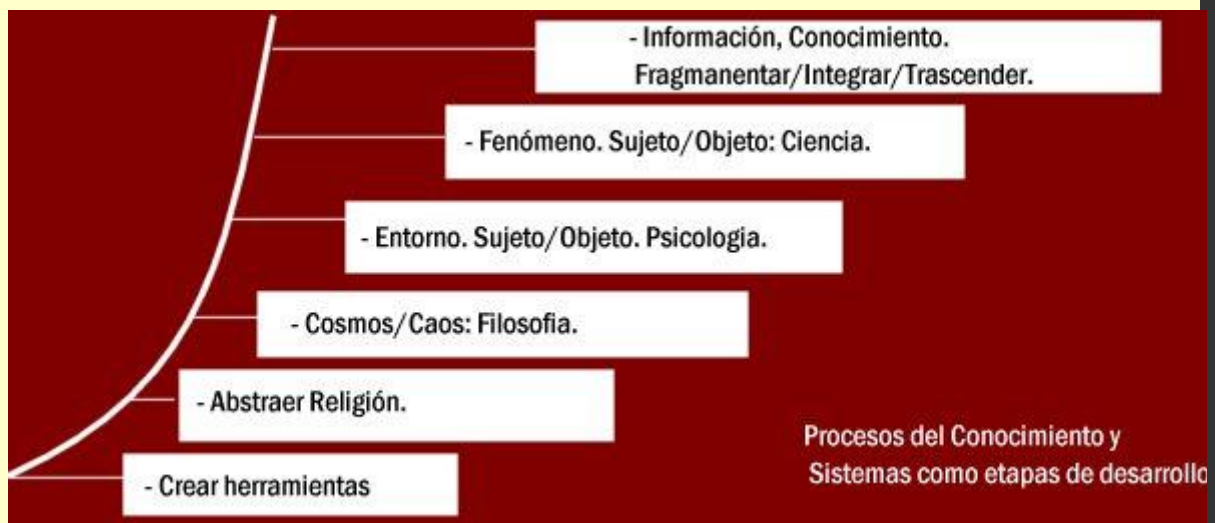 - Información, Conocimiento.
Fragmanentar/Integrar/Trascender.
- Fenómeno. Sujeto/Objeto: Ciencia.
- Entorno. Sujeto/Objeto. Psicologia.
- Cosmos/Caos: Filosofia.
- Abstraer Religión.
- Crear herramientas
Procesos del Conocimiento y
Sistemas como etapas de desarrollo